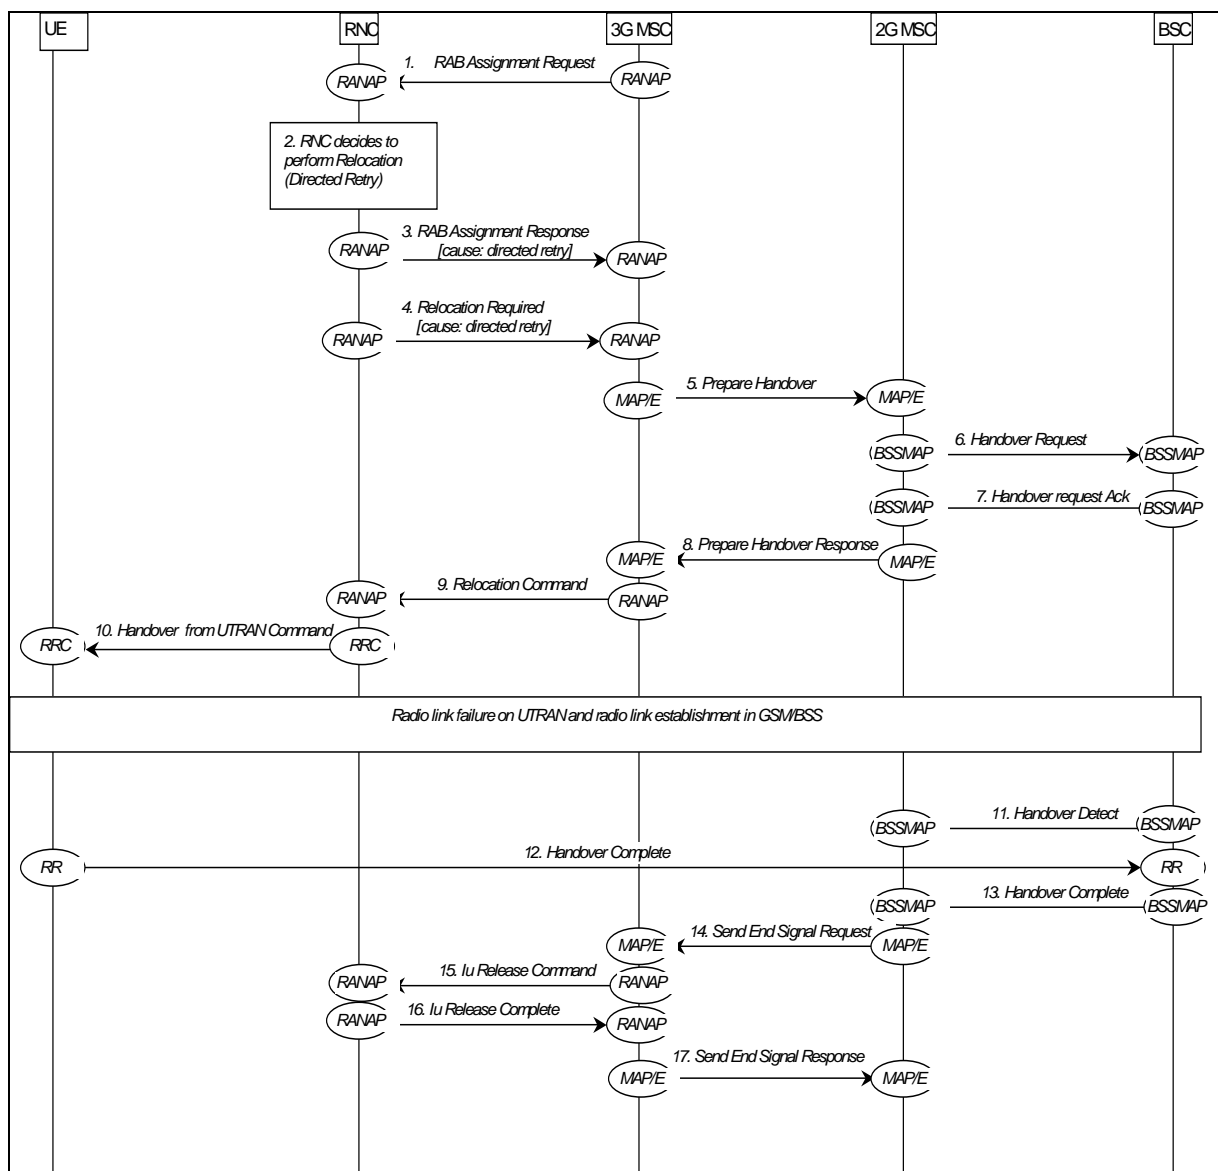 UE RNC 3G MSC 2G MSC BSC
1. RAB Assignment Request
RANAP RANAP
2. RNC decides to
perform Relocation
(Directed Retry)
3. RAB Assignment Response
[cause: directed retry]
RANAP RANAP
4. Relocation Required
[cause: directed retry]
RANAP RANAP
5. Prepare Handover
MAP/E MAP/E
6. Handover Request
BSSMAP BSSMAP
7. Handover request Ack
BSSMAP BSSMAP
8. Prepare Handover Response
MAP/E MAP/E
9. Relocation Command
RANAP RANAP
10. Handover from UTRAN Command
RRC RRC
Radio link failure on UTRAN and radio link establishment in GSM/BSS
11. Handover Detect
BSSMAP BSSMAP
12. Handover Complete
RR RR
13. Handover Complete
BSSMAP BSSMAP
14. Send End Signal Request
MAP/E MAP/E
15. Iu Release Command
RANAP RANAP
16. Iu Release Complete
RANAP RANAP
17. Send End Signal Response
MAP/E MAP/E